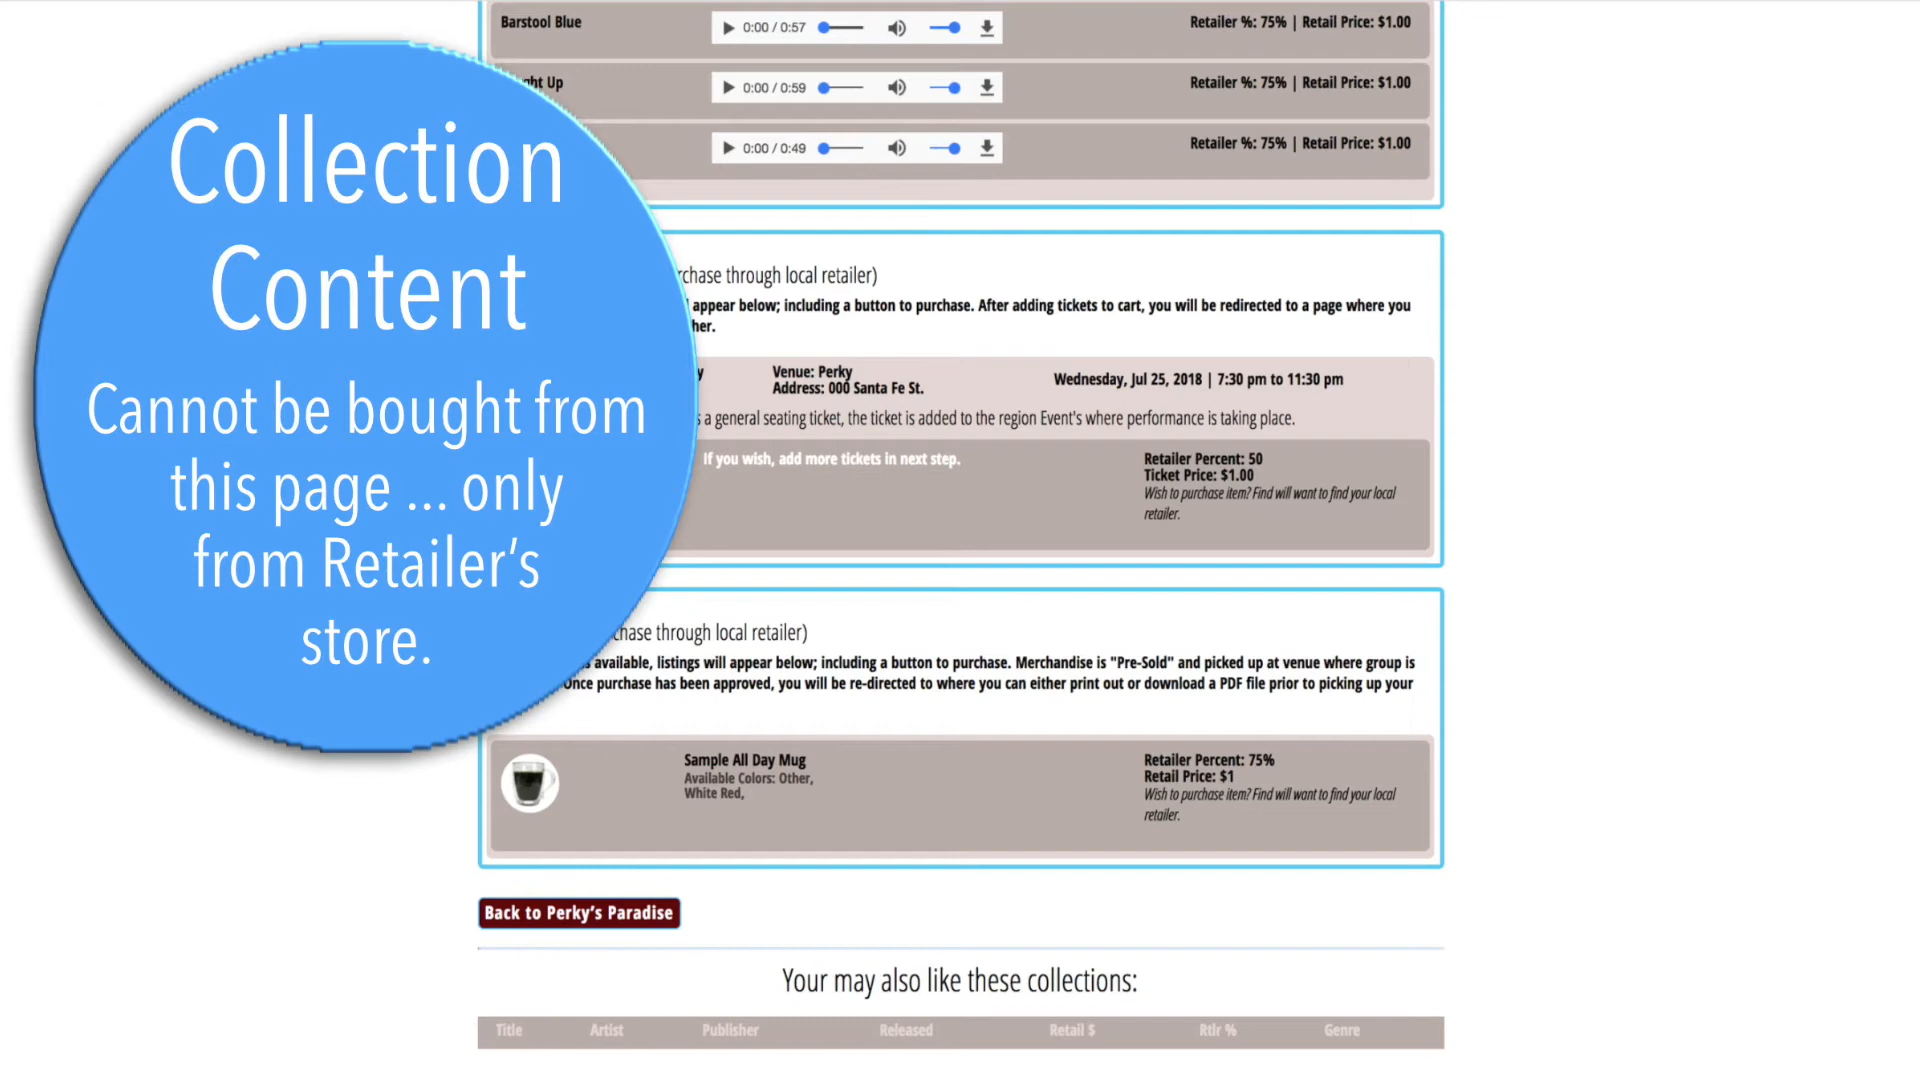 Barstool Blue
0:00 / 0:57
Retailer %: 75% | Retail Price: $1.00
Up
0:00 / 0:59
Retailer %: 75% | Retail Price: $1.00
0:00 / 0:49
Retailer %: 75% | Retail Price: $1.00
Collection
Content
Cannot be bought from
this page ... only
from Retailer's
store.
through local retailer)
appear below; including a button to purchase. After adding tickets to cart, you will be redirected to a page where you
Venue: Perky
Address: 000 Santa Fe St.
Wednesday, Jul 25, 2018 | 7:30 pm to 11:30 pm
a general seating ticket, the ticket is added to the region Event's where performance is taking place.
If you wish, add more tickets in next step.
Retailer Percent: 50
Ticket Price: $1.00
Wish to purchase item? Find will want to find your local
retailer.
through local retailer)
available, listings will appear below; including a button to purchase. Merchandise is "Pre-Sold" and picked up at venue where group is
Once purchase has been approved, you will be re-directed to where you can either print out or download a PDF file prior to picking up your
Sample All Day Mug
Available Colors: Other,
White Red,
Retailer Percent: 75%
Retail Price: $1
Wish to purchase item? Find will want to find your local
retailer.
Back to Perky's Paradise
Your may also like these collections:
Title Artist Publisher Released Retail $ Rtlr % Genre